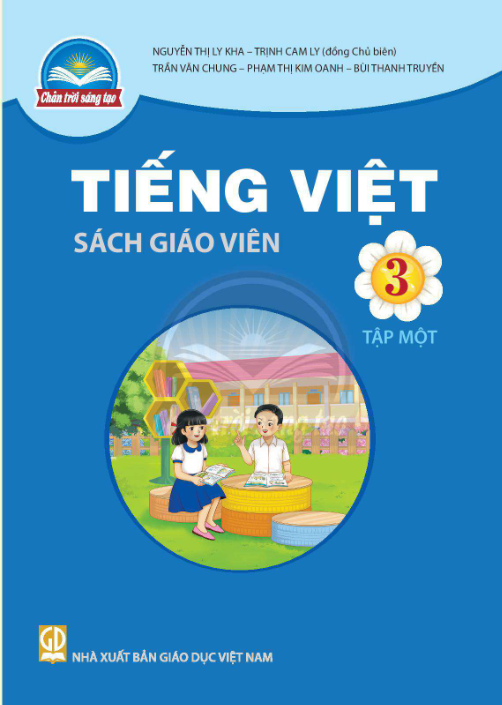 NGUYỄN THỊ LY KHA – TRỊNH CAM LY (đồng Chủ biên)
TRẦN VĂN CHUNG – PHẠM THỊ KIM OANH – BÙI THANH TRUYỀN
Chân trời sáng tạo
TIẾNG VIỆT
SÁCH GIÁO VIÊN
3
TẬP MỘT
GD
NHÀ XUẤT BẢN GIÁO DỤC VIỆT NAM